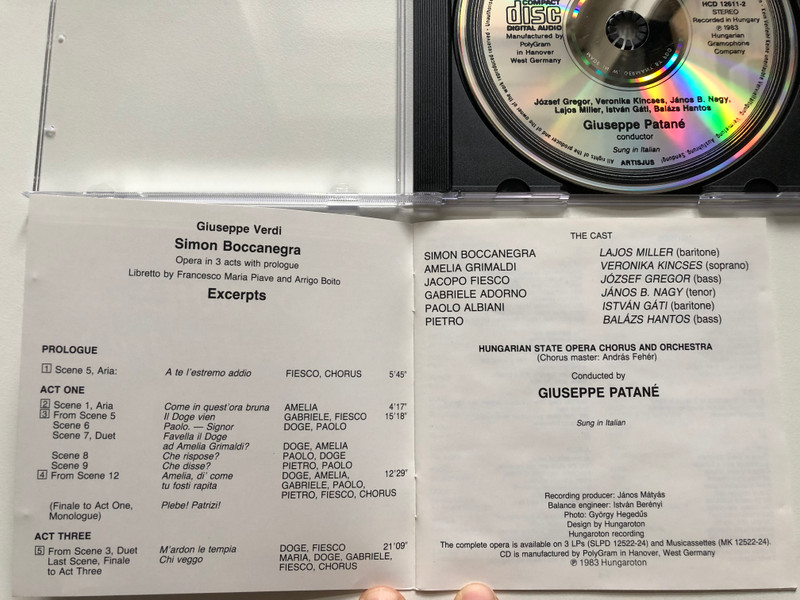 COMPACT
disc
DIGITAL AUDIO
Manufactured by
PolyGram
in Hanover
West Germany
HCD 12611-2
STEREO
Recorded in Hungary
℗ 1983
Hungarian
Gramophone
Company
József Gregor, Veronika Kincses, János B. Nagy,
Lajos Miller, István Gáti, Balázs Hantos
Giuseppe Patané
conductor
Sung in Italian
ARTISJUS
All rights of the producer and of the owner of the work reproduced reserved
Giuseppe Verdi
Simon Boccanegra
Opera in 3 acts with prologue
Libretto by Francesco Maria Piave and Arrigo Boito
Excerpts
PROLOGUE
1 Scene 5, Aria: A te l'estremo addio FIESCO, CHORUS 5'45"
ACT ONE
2 Scene 1, Aria Come in quest'ora bruna AMELIA 4'17"
3 From Scene 5 Il Doge vien GABRIELE, FIESCO 15'18"
Scene 6 Paolo. — Signor DOGE, PAOLO
Scene 7, Duet Favella il Doge
ad Amelia Grimaldi? DOGE, AMELIA
Scene 8 Che rispose? PAOLO, DOGE
Scene 9 Che disse? PIETRO, PAOLO
4 From Scene 12 Amelia, di' come DOGE, AMELIA, 12'29"
tu fosti rapita GABRIELE, PAOLO,
PIETRO, FIESCO, CHORUS
(Finale to Act One, Plebe! Patrizi!
Monologue)
ACT THREE
5 From Scene 3, Duet M'ardon le tempia DOGE, FIESCO 21'09"
Last Scene, Finale Chi veggo MARIA, DOGE, GABRIELE,
to Act Three FIESCO, CHORUS
THE CAST
SIMON BOCCANEGRA LAJOS MILLER (baritone)
AMELIA GRIMALDI VERONIKA KINCSES (soprano)
JACOPO FIESCO JÓZSEF GREGOR (bass)
GABRIELE ADORNO JÁNOS B. NAGY (tenor)
PAOLO ALBIANI ISTVÁN GÁTI (baritone)
PIETRO BALÁZS HANTOS (bass)
HUNGARIAN STATE OPERA CHORUS AND ORCHESTRA
(Chorus master: András Fehér)
Conducted by
GIUSEPPE PATANÉ
Sung in Italian
Recording producer: János Mátyás
Balance engineer: István Berényi
Photo: György Hegedűs
Design by Hungaroton
Hungaroton recording
The complete opera is available on 3 LPs (SLPD 12522-24) and Musicassettes (MK 12522-24).
CD is manufactured by PolyGram in Hanover, West Germany
℗ 1983 Hungaroton